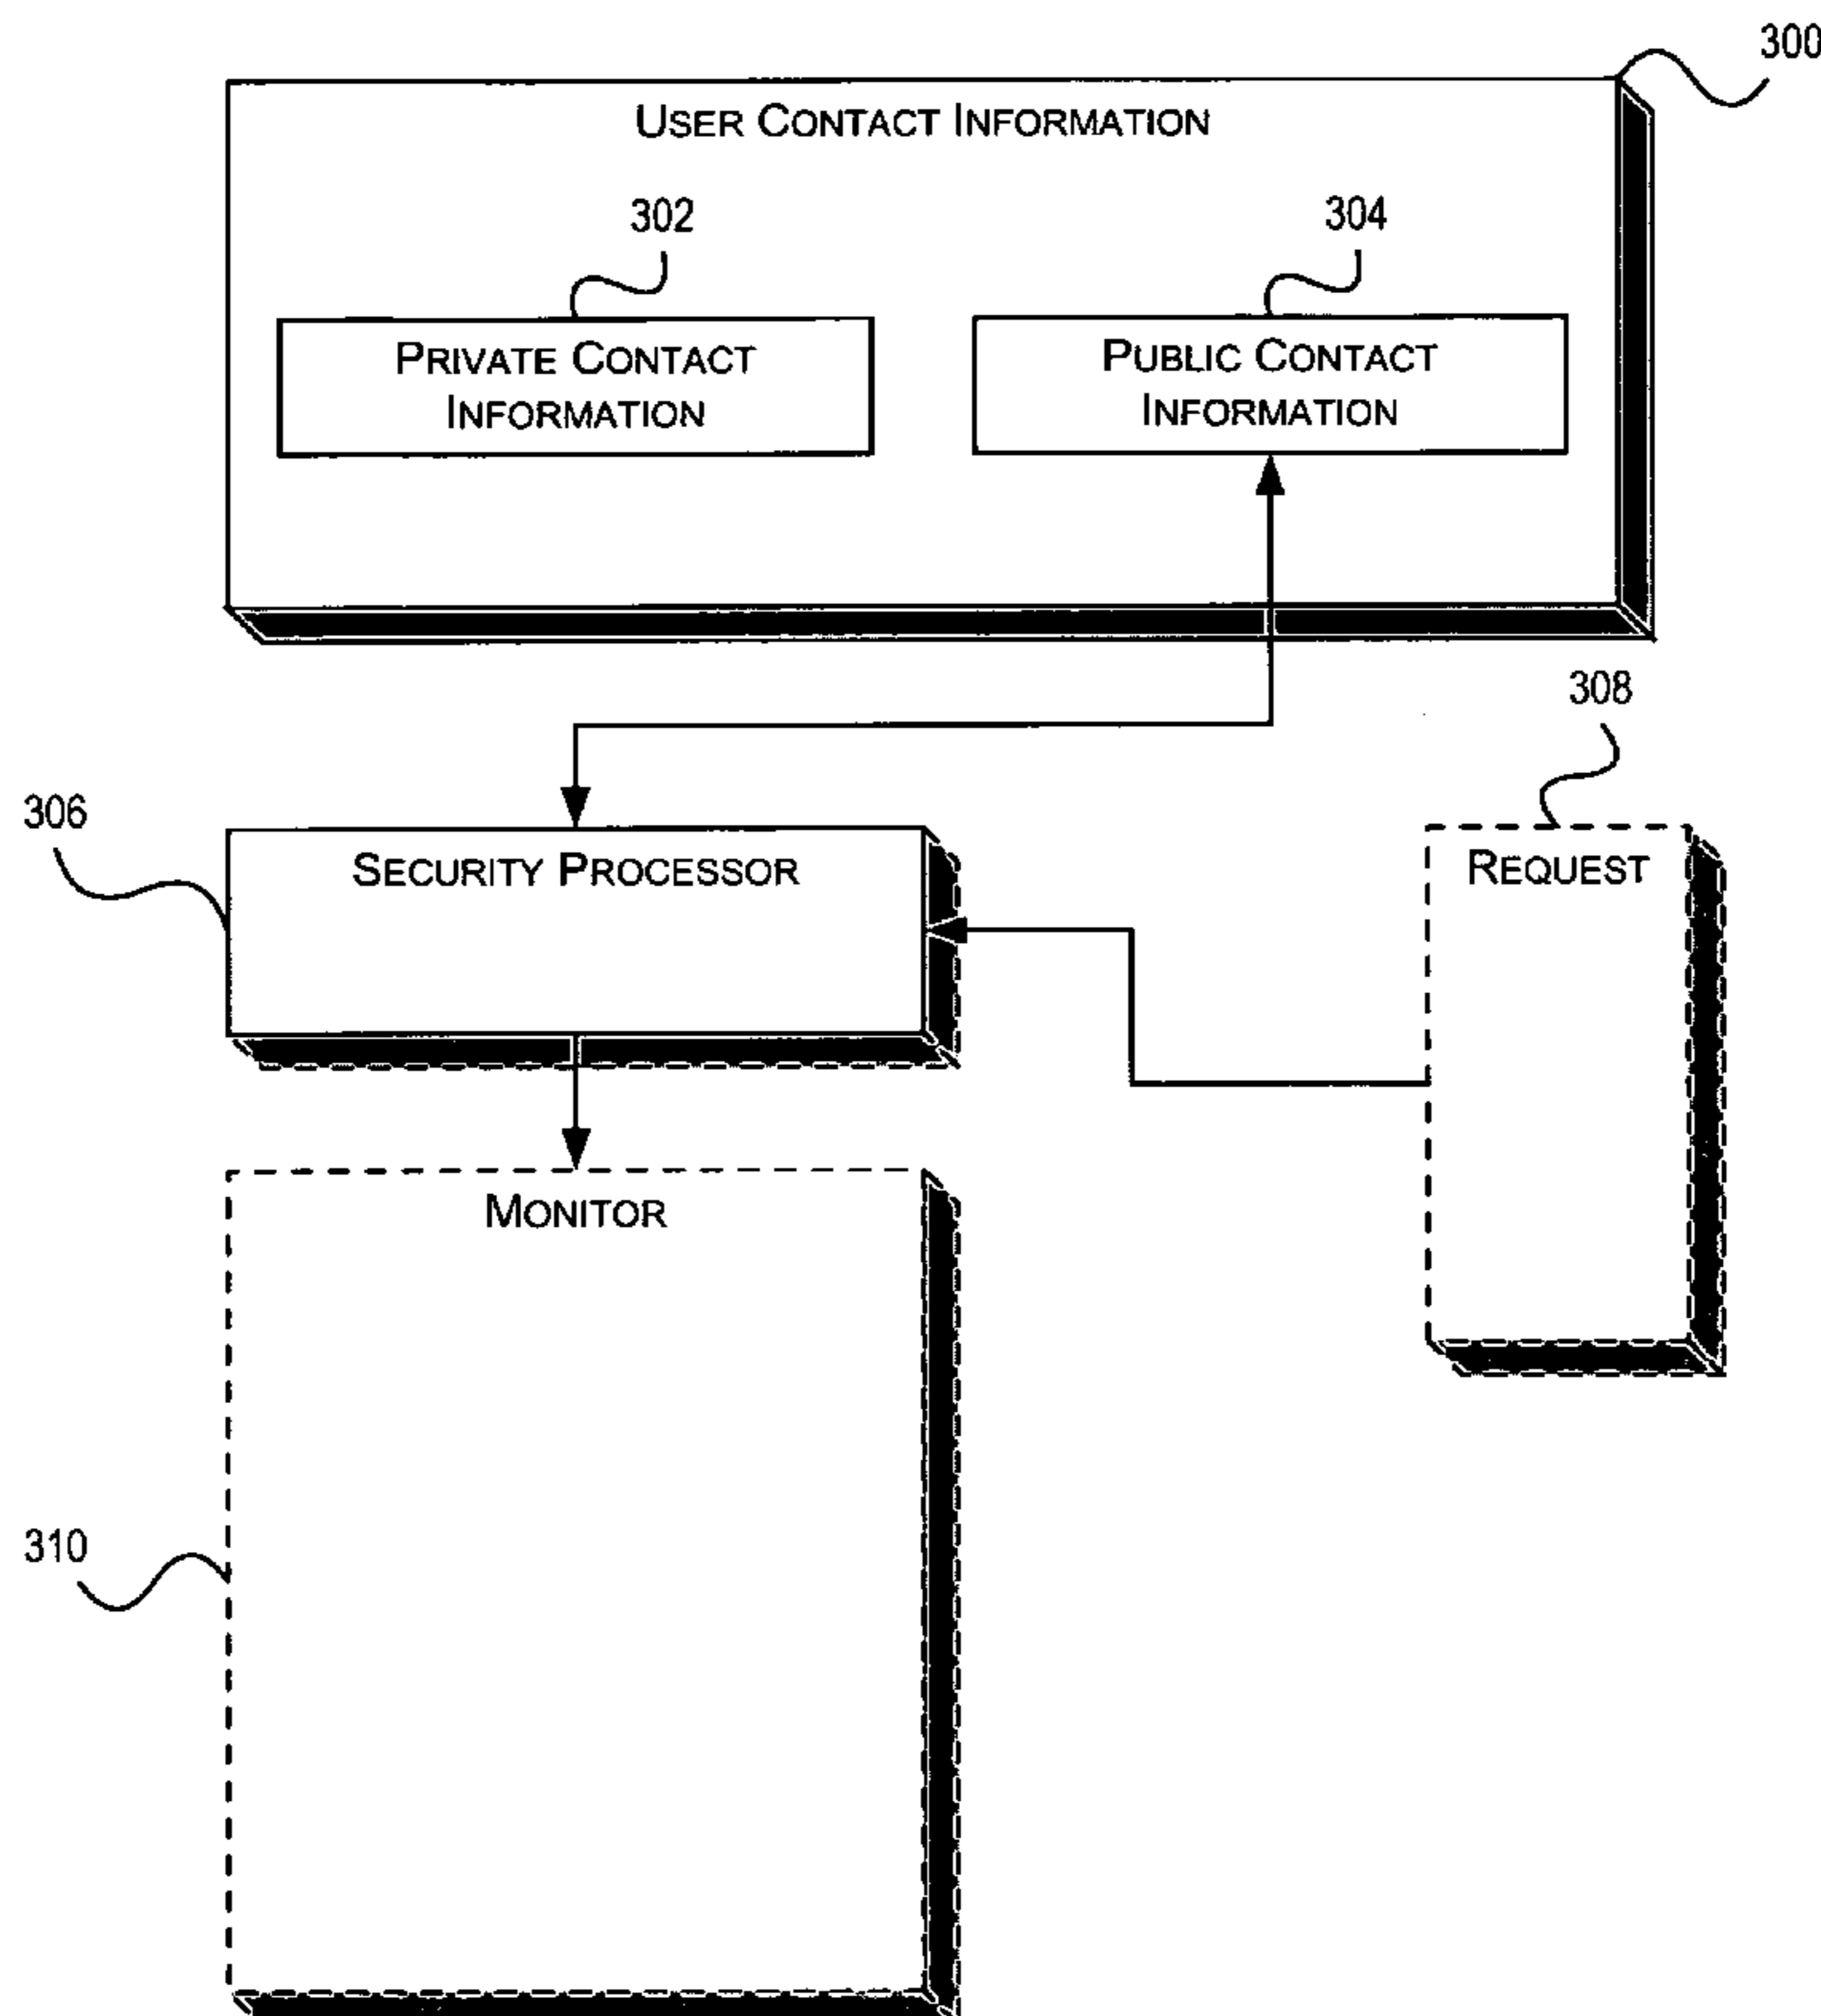 300
USER CONTACT INFORMATION
302
304
PRIVATE CONTACT
INFORMATION
PUBLIC CONTACT
INFORMATION
308
306
SECURITY PROCESSOR
REQUEST
MONITOR
310